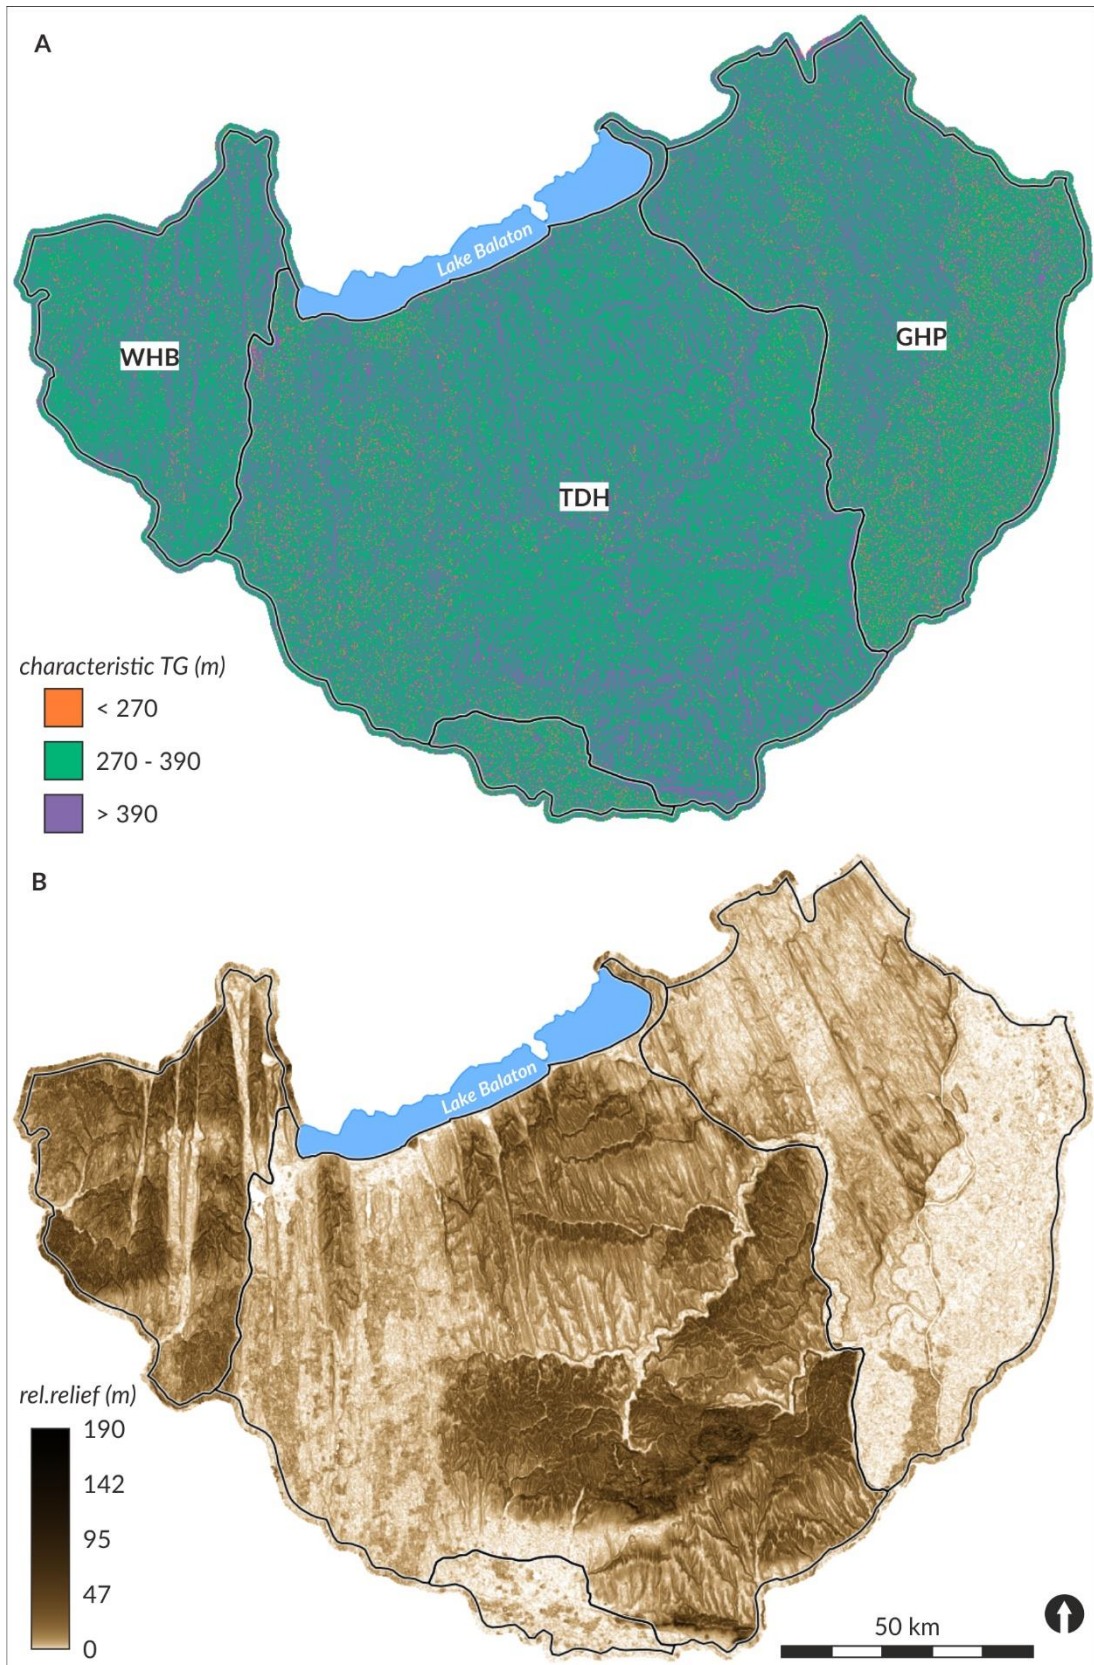 A
Lake Balaton
WHB
GHP
TDH
characteristic TG (m)
< 270
270 - 390
> 390
B
Lake Balaton
rel.relief (m)
190
142
95
47
0
50 km